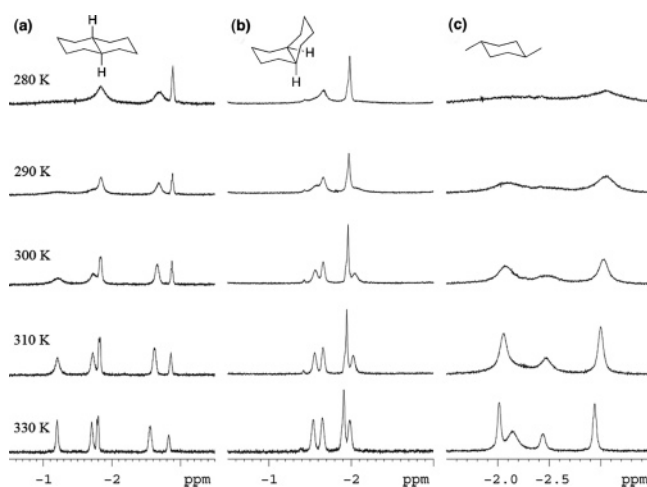 (a) (b) (c)
H
H
H
H
280 K
290 K
300 K
310 K
330 K
−1 −2 ppm −1 −2 ppm −2.0 −2.5 ppm